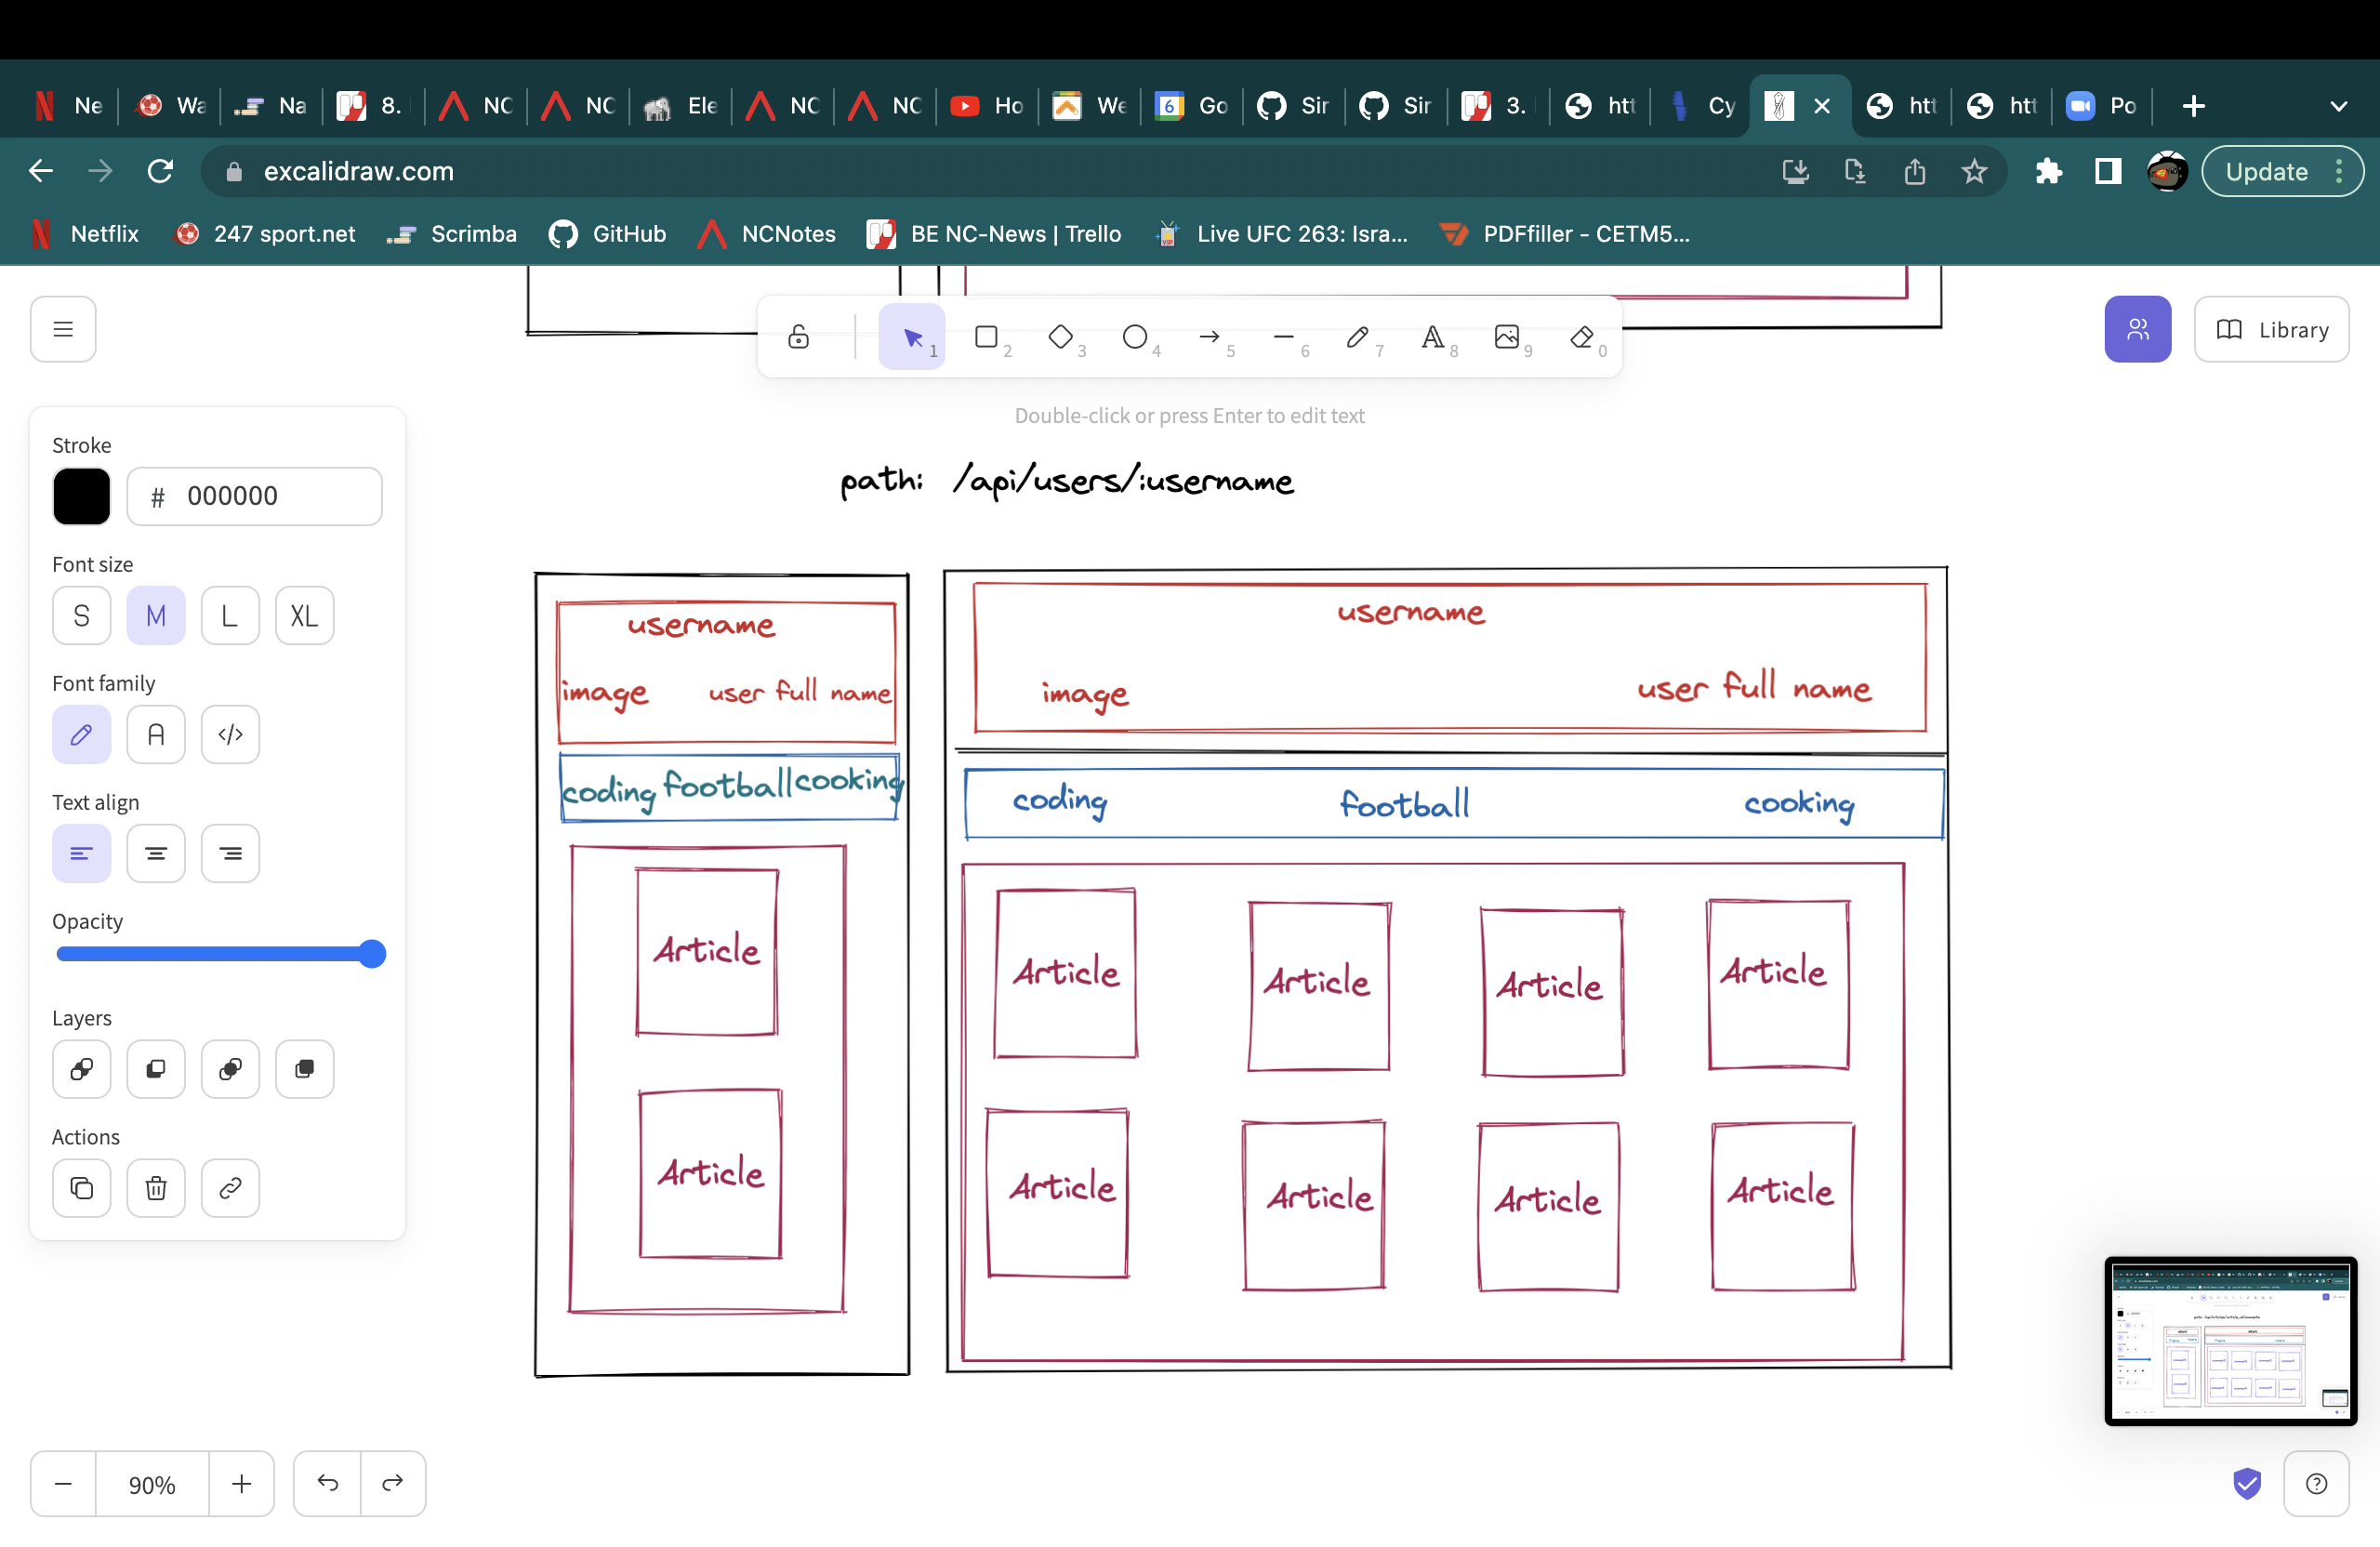 Ne Wa Na 8. NC NC Ele NC NC Ho We 6 Go Sir Sir 3. htt Cy htt htt Po
excalidraw.com
Update
Netflix 247 sport.net Scrimba GitHub NCNotes BE NC-News | Trello Live UFC 263: Isra... PDFfiller - CETM5...
1 2 3 4 5 6 7 8 9 0
Library
Double-click or press Enter to edit text
Stroke
# 000000
Font size
S M L XL
Font family
A </>
Text align
Opacity
Layers
Actions
90%
path: /api/users/:username
username
image user full name
coding football cooking
Article
Article
username
image user full name
coding football cooking
Article Article Article Article
Article Article Article Article